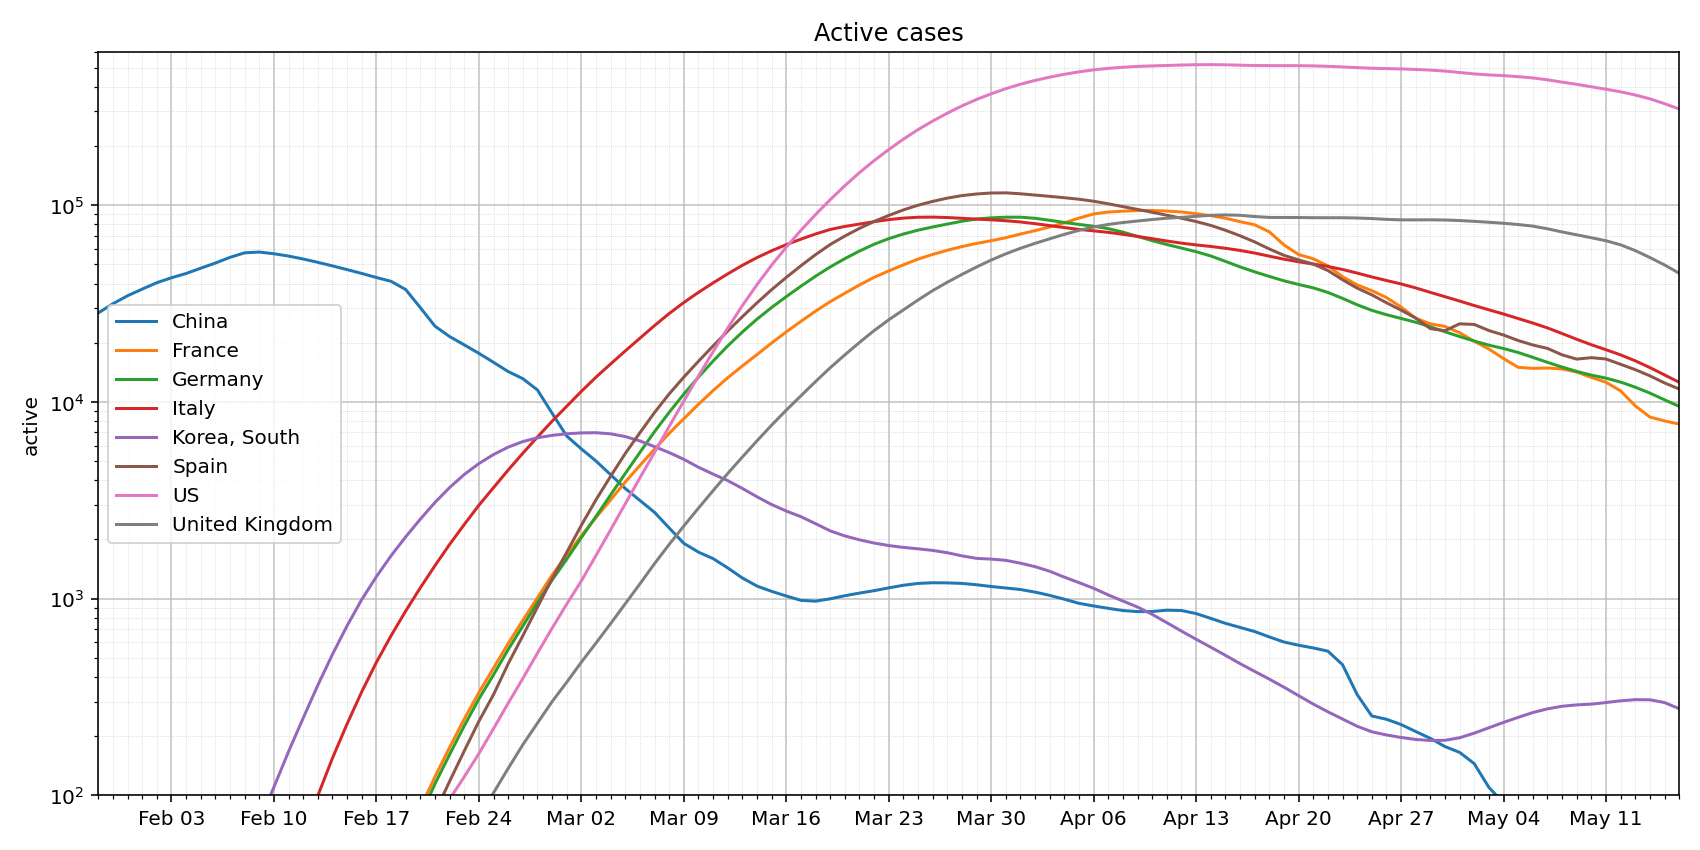 Active cases
active
10^5
10^4
10^3
10^2
China
France
Germany
Italy
Korea, South
Spain
US
United Kingdom
Feb 03 Feb 10 Feb 17 Feb 24 Mar 02 Mar 09 Mar 16 Mar 23 Mar 30 Apr 06 Apr 13 Apr 20 Apr 27 May 04 May 11